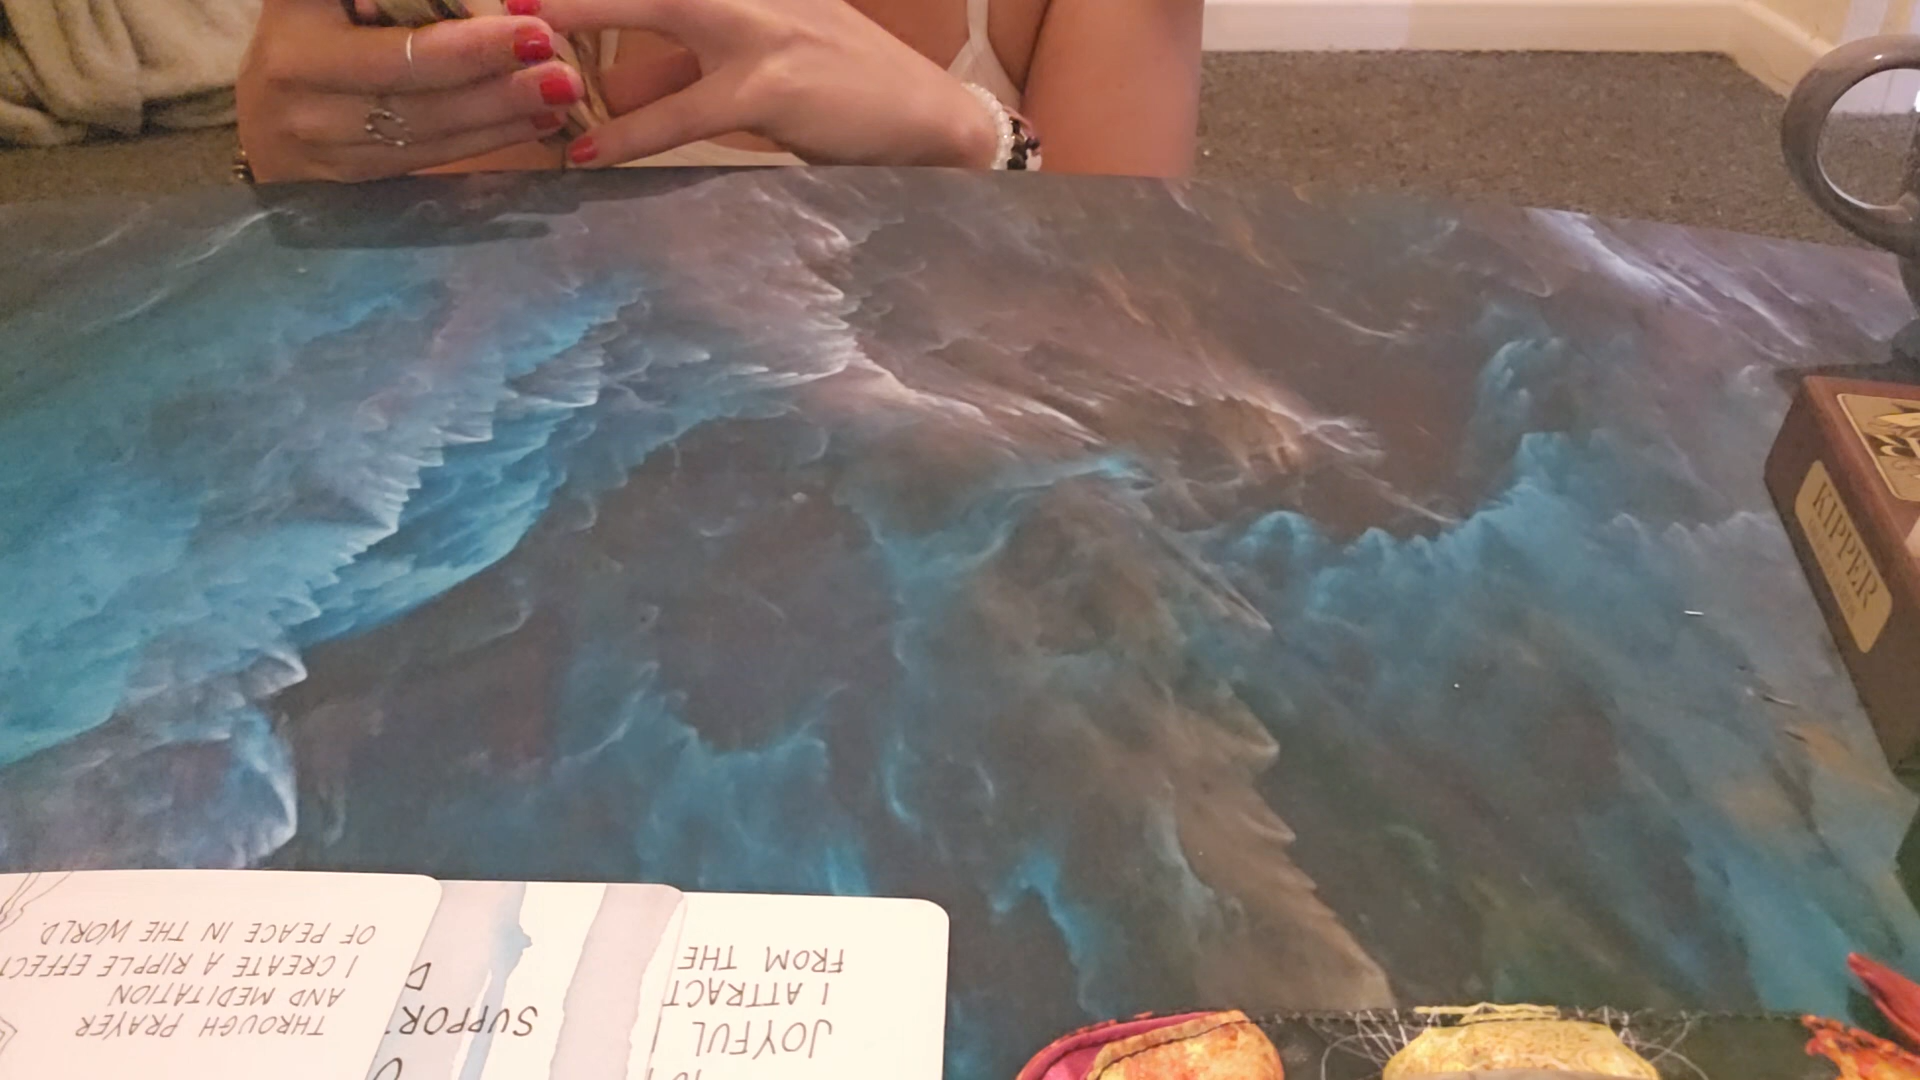 THROUGH PRAYER
AND MEDITATION
I CREATE A RIPPLE EFFECT
OF PEACE IN THE WORLD.
SUPPORT
JOYFUL
I ATTRACT
FROM THE
KIPPER